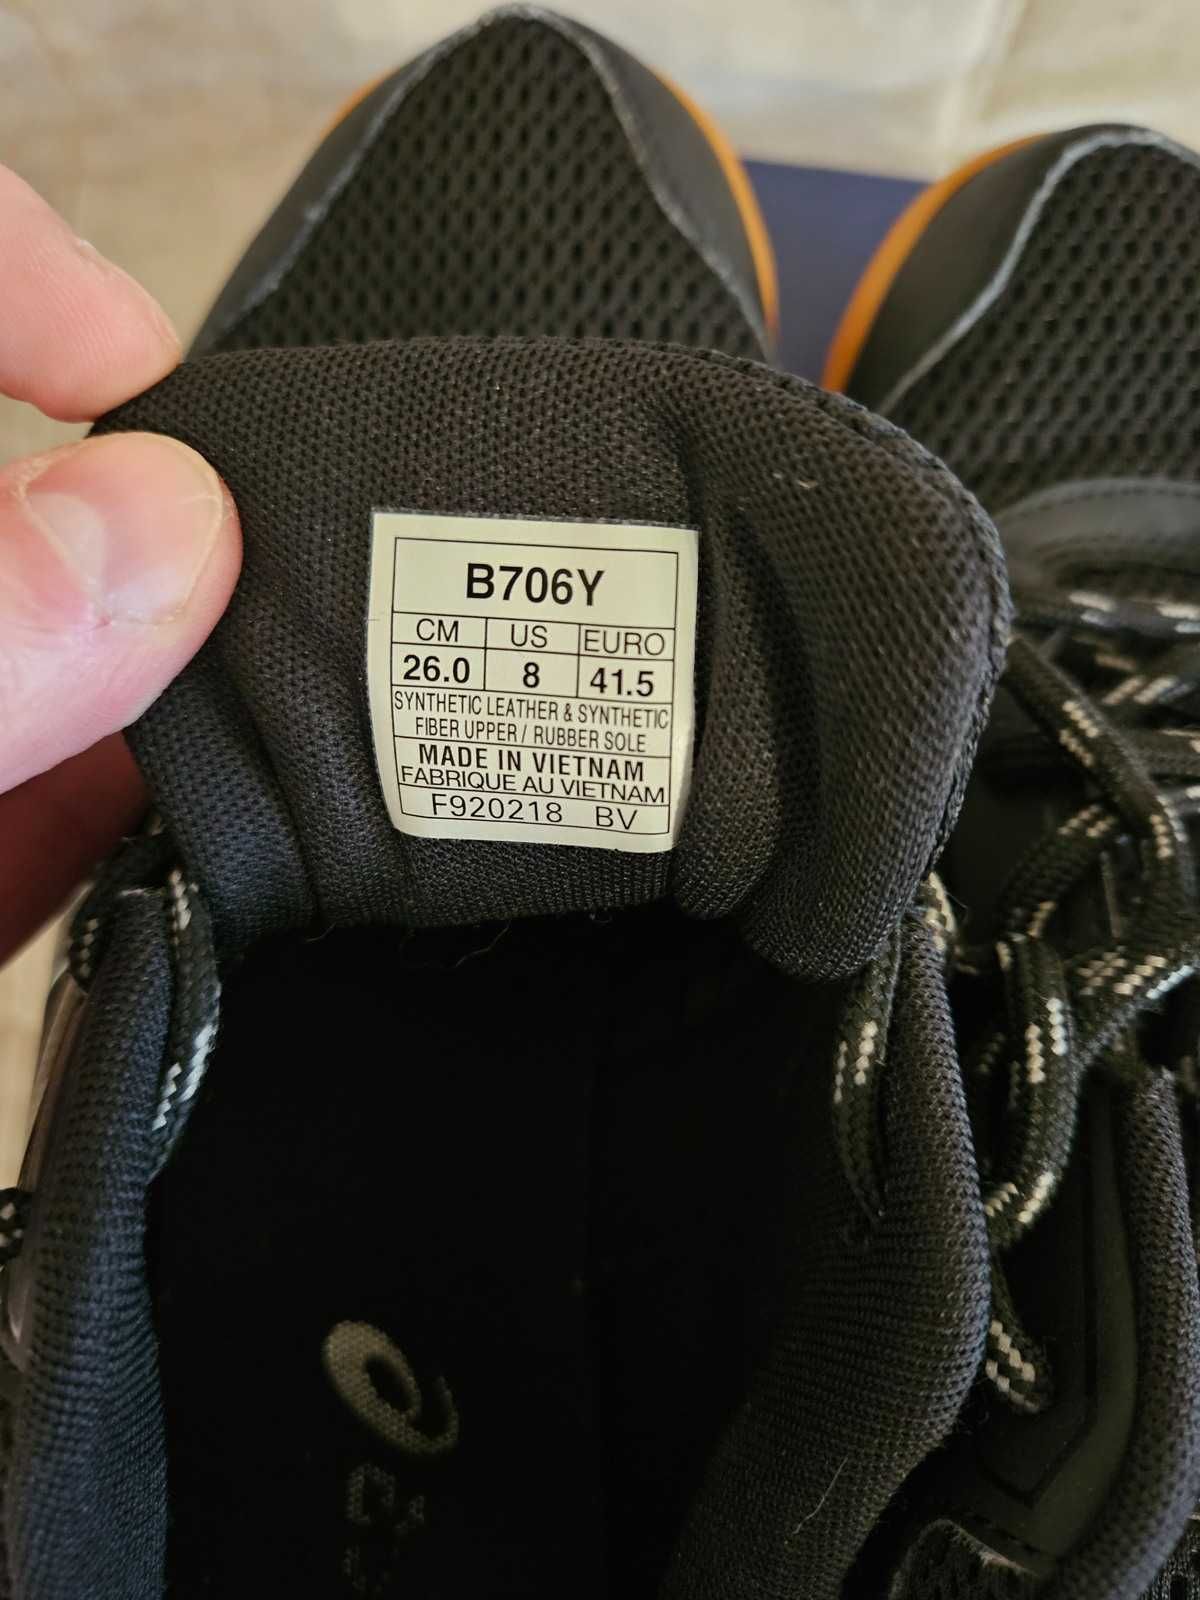 B706Y
CM US EURO
26.0 8 41.5
SYNTHETIC LEATHER & SYNTHETIC
FIBER UPPER / RUBBER SOLE
MADE IN VIETNAM
FABRIQUE AU VIETNAM
F920218 BV